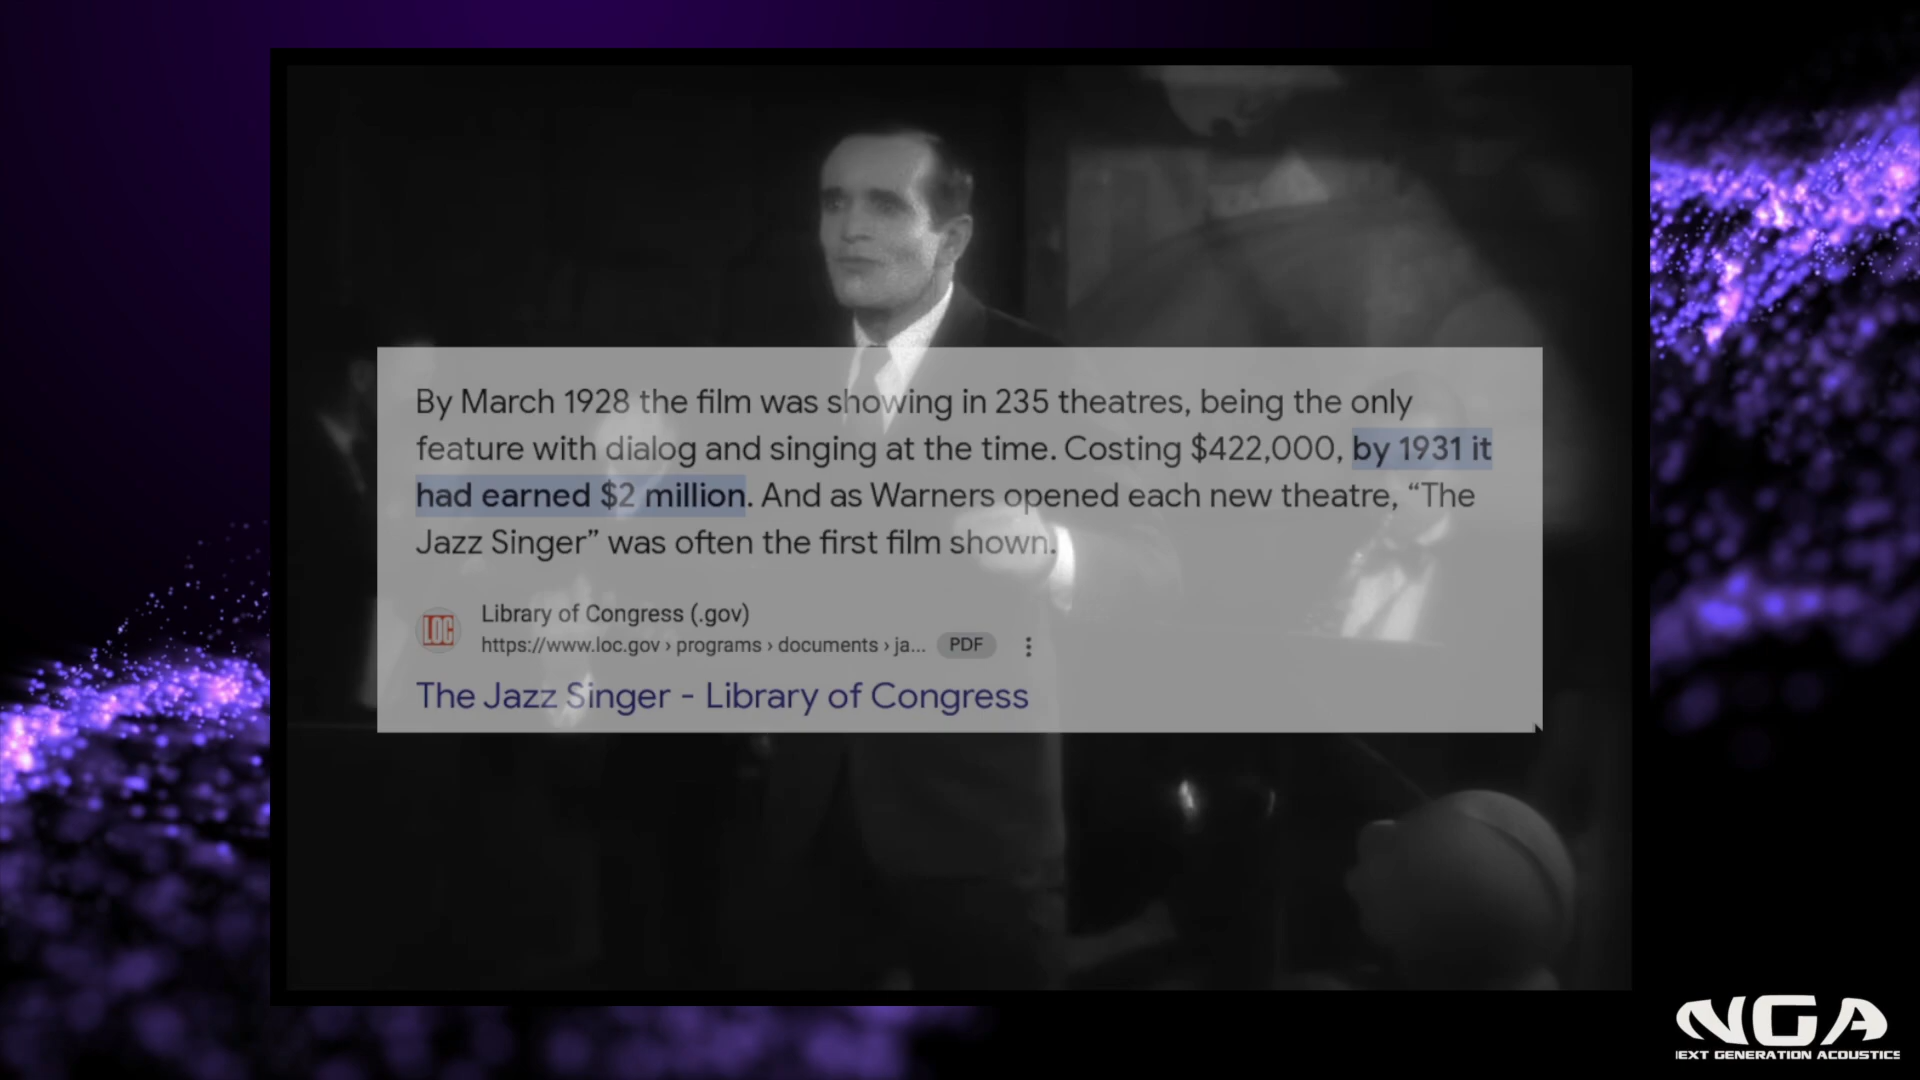 By March 1928 the film was showing in 235 theatres, being the only
feature with dialog and singing at the time. Costing $422,000, by 1931 it
had earned $2 million. And as Warners opened each new theatre, “The
Jazz Singer” was often the first film shown.
Library of Congress (.gov)
https://www.loc.gov › programs › documents › ja... PDF
The Jazz Singer - Library of Congress
NGA
NEXT GENERATION ACOUSTICS